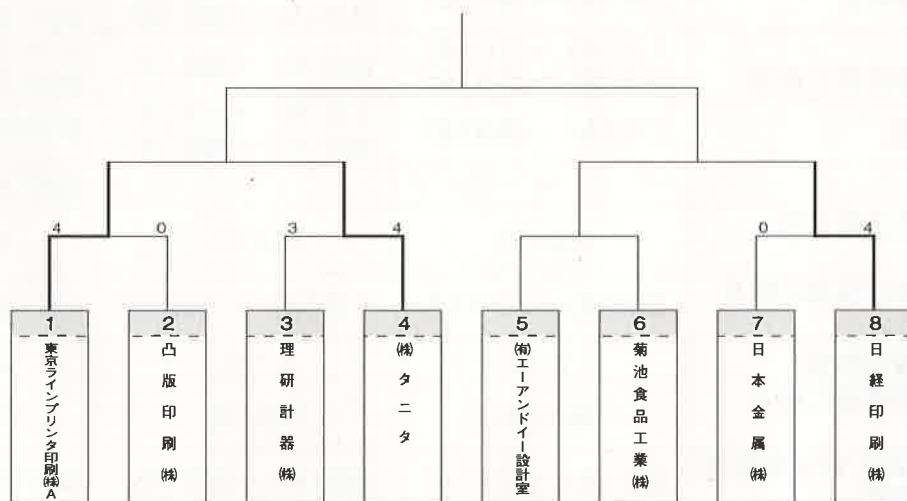 4 0 3 4 0 4
1 2 3 4 5 6 7 8
東京ラインプリンタ印刷㈱A
凸版印刷㈱
理研計器㈱
㈱タニタ
㈲エーアンドイー設計室
菊池食品工業㈱
日本金属㈱
日経印刷㈱